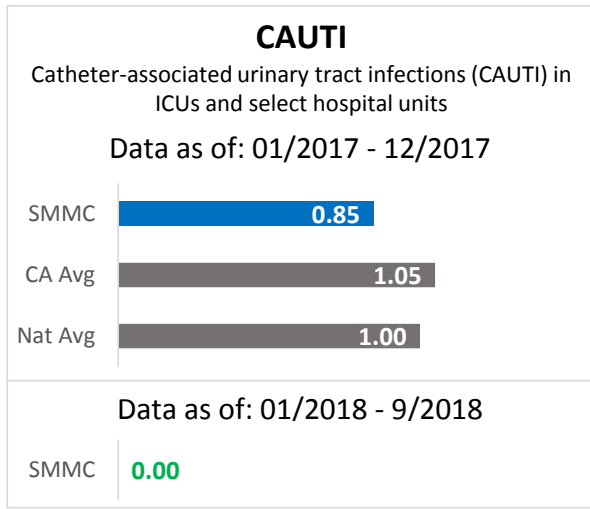 CAUTI
Catheter-associated urinary tract infections (CAUTI) in
ICUs and select hospital units
Data as of: 01/2017 - 12/2017
SMMC 0.85
CA Avg 1.05
Nat Avg 1.00
Data as of: 01/2018 - 9/2018
SMMC 0.00